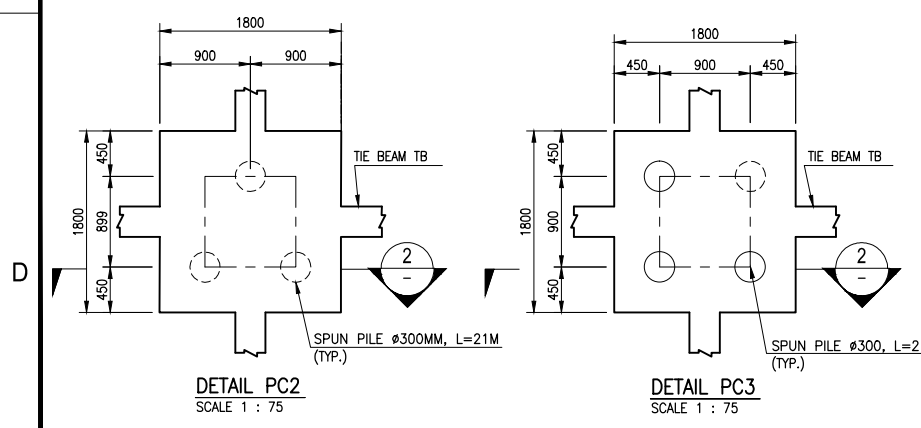 1800
900 900
450
899
450
1800
TIE BEAM TB
2
-
SPUN PILE ø300MM, L=21M
(TYP.)
DETAIL PC2
SCALE 1 : 75
1800
450 900 450
450
900
450
1800
TIE BEAM TB
2
-
SPUN PILE ø300, L=2
(TYP.)
DETAIL PC3
SCALE 1 : 75
D